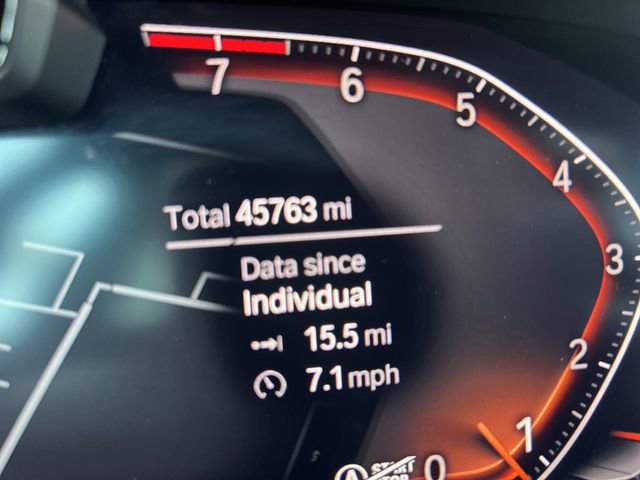 7 6 5 4 3 2 1 0
Total 45763 mi
Data since
Individual
15.5 mi
7.1 mph
A START